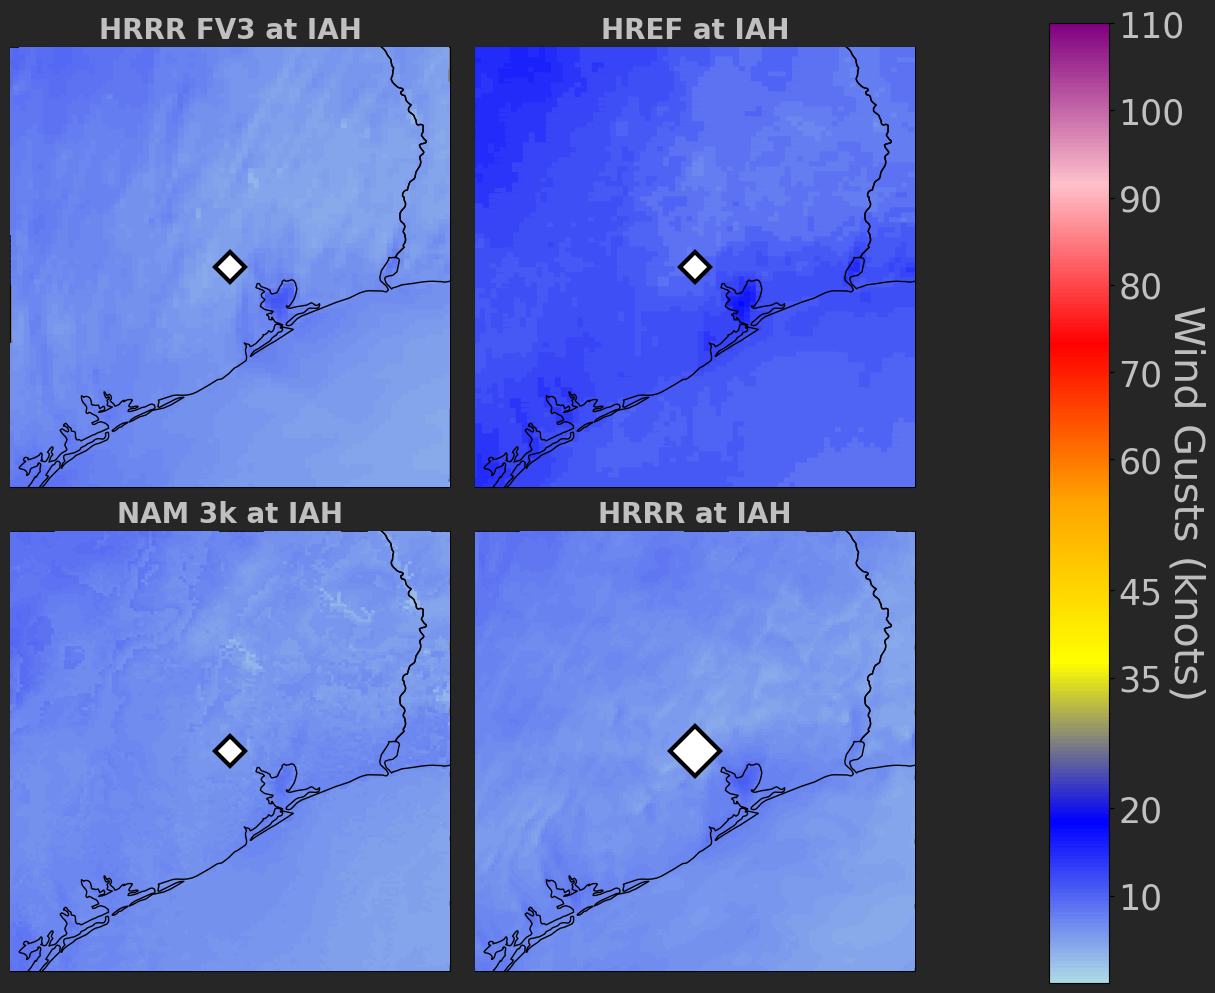 HRRR FV3 at IAH
HREF at IAH
NAM 3k at IAH
HRRR at IAH
110
100
90
80
70
60
45
35
20
10
Wind Gusts (knots)